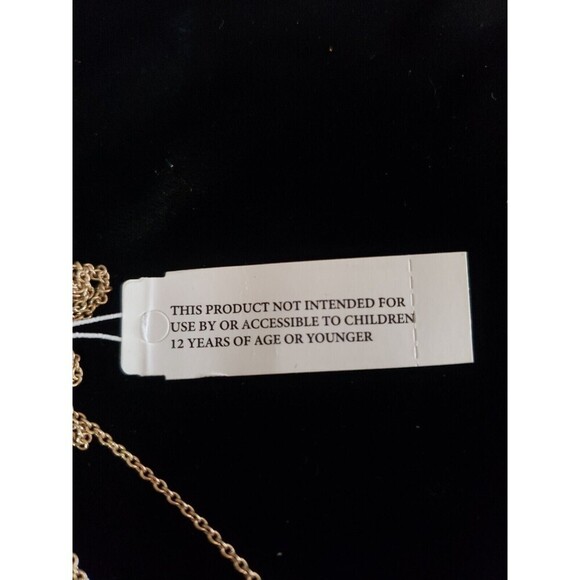 THIS PRODUCT NOT INTENDED FOR
USE BY OR ACCESSIBLE TO CHILDREN
12 YEARS OF AGE OR YOUNGER